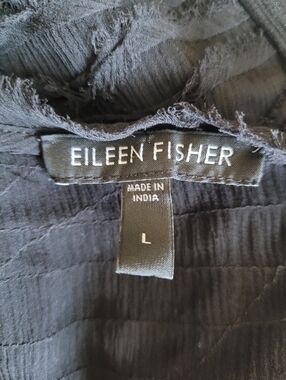 EILEEN FISHER
MADE IN
INDIA
L